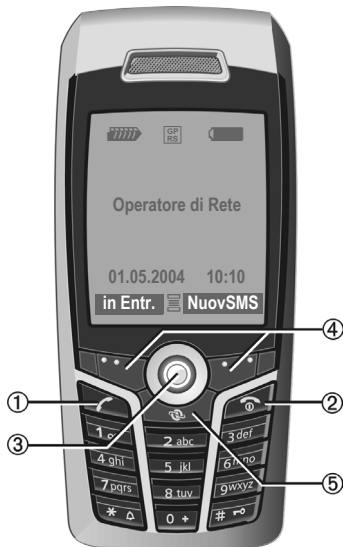 GP
RS
Operatore di Rete
01.05.2004 10:10
in Entr. NuovSMS
④
① ②
③
⑤
2 abc 3 def
4 ghi 5 jkl 6 mno
7 pqrs 8 tuv 9 wxyz
* 0 + #